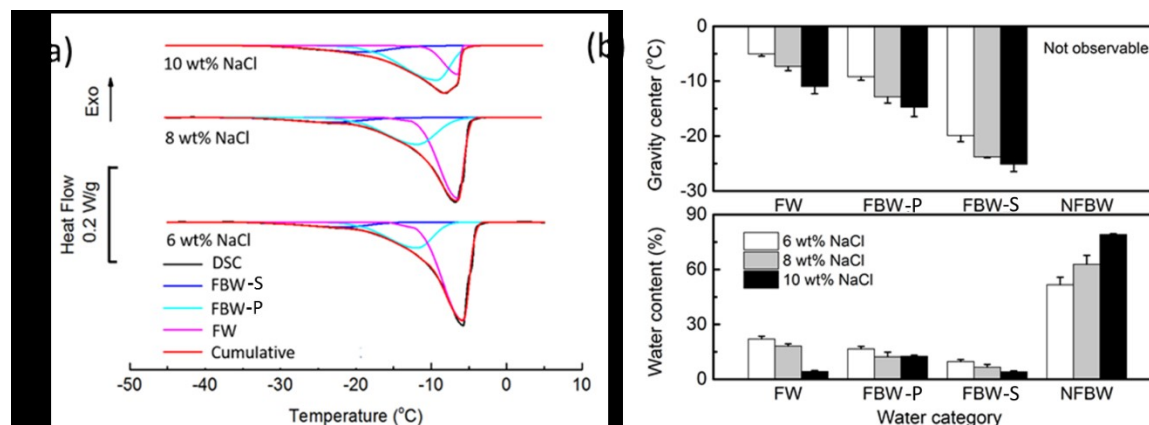 a)
10 wt% NaCl
Exo
8 wt% NaCl
Heat Flow
0.2 W/g
6 wt% NaCl
DSC
FBW-S
FBW-P
FW
Cumulative
-50 -40 -30 -20 -10 0 10
Temperature (°C)
(b)
0
-10
-20
-30
Gravity center (°C)
Not observable
FW FBW-P FBW-S NFBW
90
60
30
0
Water content (%)
6 wt% NaCl
8 wt% NaCl
10 wt% NaCl
FW FBW-P FBW-S NFBW
Water category